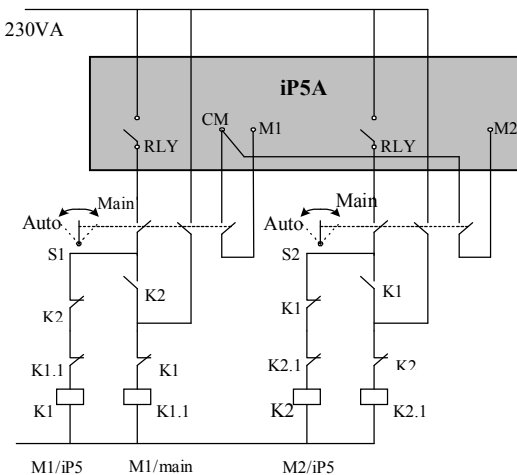 230VA
iP5A
CM M1 M2
RLY RLY
Main Main
Auto Auto
S1 S2
K2 K1
K2 K1
K1.1 K1 K2.1 K2
K1 K1.1 K2 K2.1
M1/iP5 M1/main M2/iP5